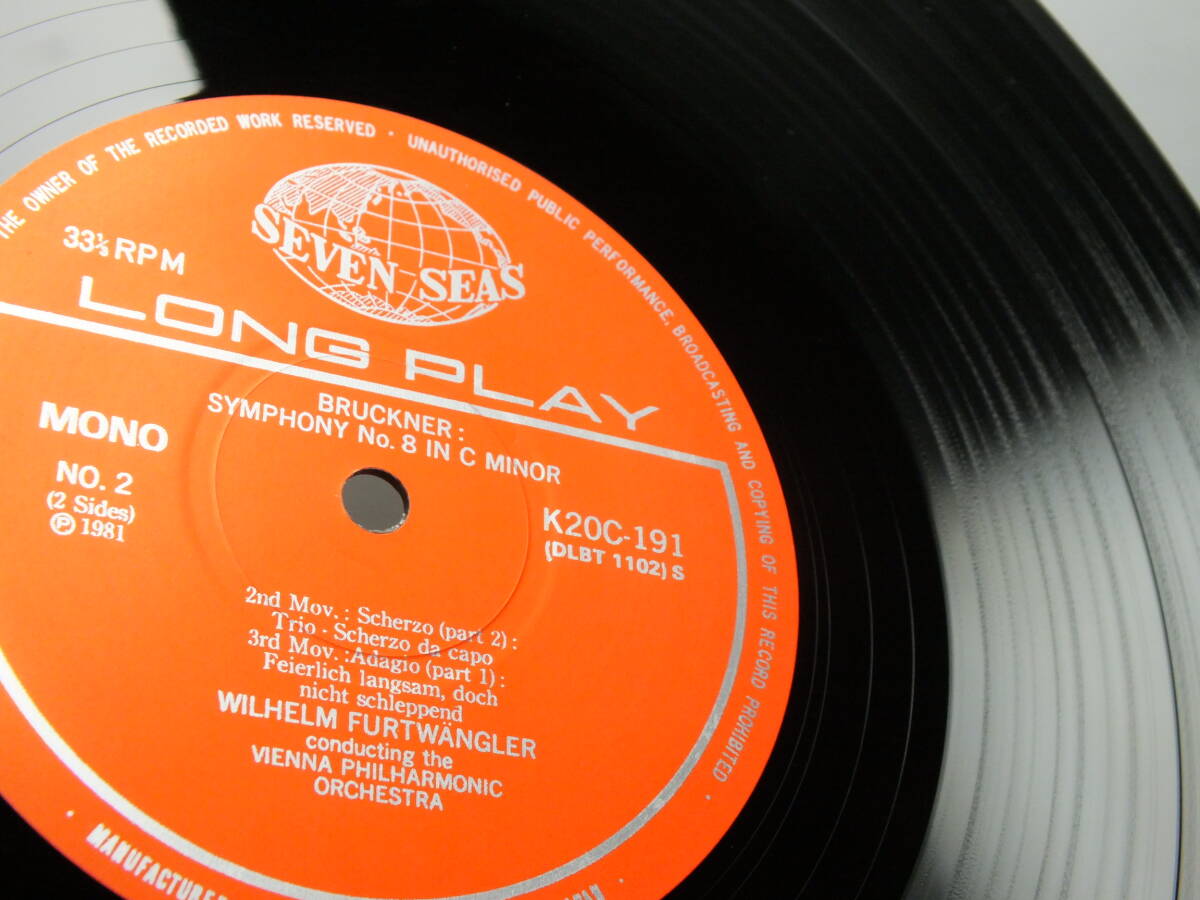 THE OWNER OF THE RECORDED WORK RESERVED · UNAUTHORISED PUBLIC PERFORMANCE, BROADCASTING AND COPYING OF THIS RECORD PROHIBITED ·
SEVEN SEAS
33⅓ RPM
LONG PLAY
BRUCKNER:
SYMPHONY No. 8 IN C MINOR
MONO
NO. 2
(2 Sides)
Ⓟ 1981
K20C-191
(DLBT 1102) S
2nd Mov.: Scherzo (part 2):
Trio - Scherzo da capo
3rd Mov.: Adagio (part 1):
Feierlich langsam, doch
nicht schleppend
WILHELM FURTWÄNGLER
conducting the
VIENNA PHILHARMONIC
ORCHESTRA
· MANUFACTURE